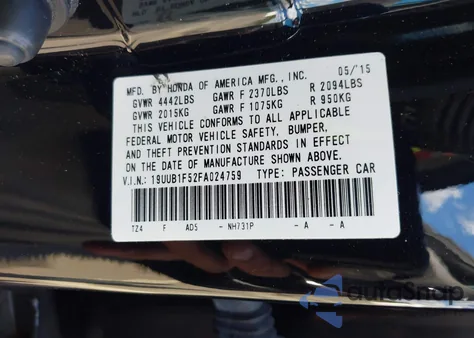 MFD. BY HONDA OF AMERICA MFG., INC. 05/'15
GVWR 4442LBS GAWR F 2370LBS R 2094LBS
GVWR 2015KG GAWR F 1075KG R 950KG
THIS VEHICLE CONFORMS TO ALL APPLICABLE
FEDERAL MOTOR VEHICLE SAFETY, BUMPER,
AND THEFT PREVENTION STANDARDS IN EFFECT
ON THE DATE OF MANUFACTURE SHOWN ABOVE.
V.I.N.: 19UUB1F52FA024759 TYPE: PASSENGER CAR
TZ4 F AD5 - NH731P - A - A
autoSnap